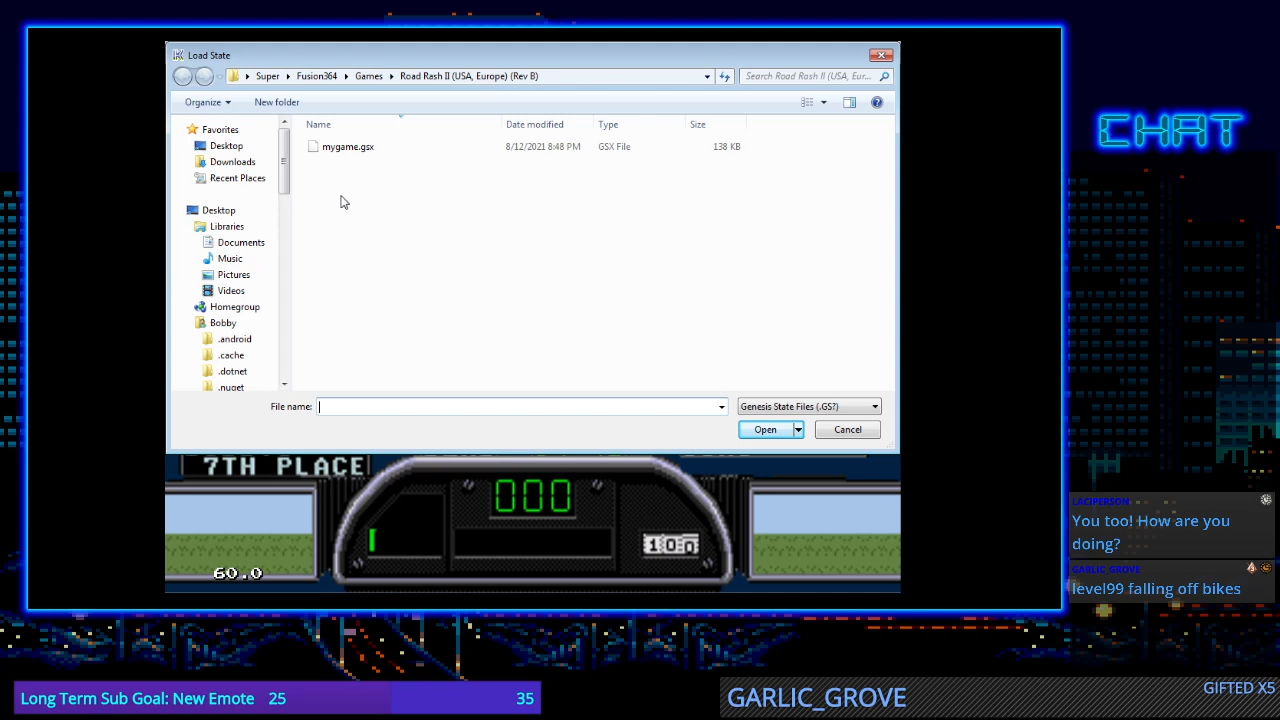 Load State
Super Fusion364 Games Road Rash II (USA, Europe) (Rev B) Search Road Rash II (USA, Eur...
Organize New folder
Name Date modified Type Size
mygame.gsx 8/12/2021 8:48 PM GSX File 138 KB
Favorites
Desktop
Downloads
Recent Places
Desktop
Libraries
Documents
Music
Pictures
Videos
Homegroup
Bobby
.android
.cache
.dotnet
.nuget
File name: Genesis State Files (.GS?)
Open Cancel
7TH PLACE
000
60.0
CHAT
LACIPERSON
You too! How are you
doing?
GARLIC_GROVE
level99 falling off bikes
Long Term Sub Goal: New Emote 25 35
GARLIC_GROVE
GIFTED X5